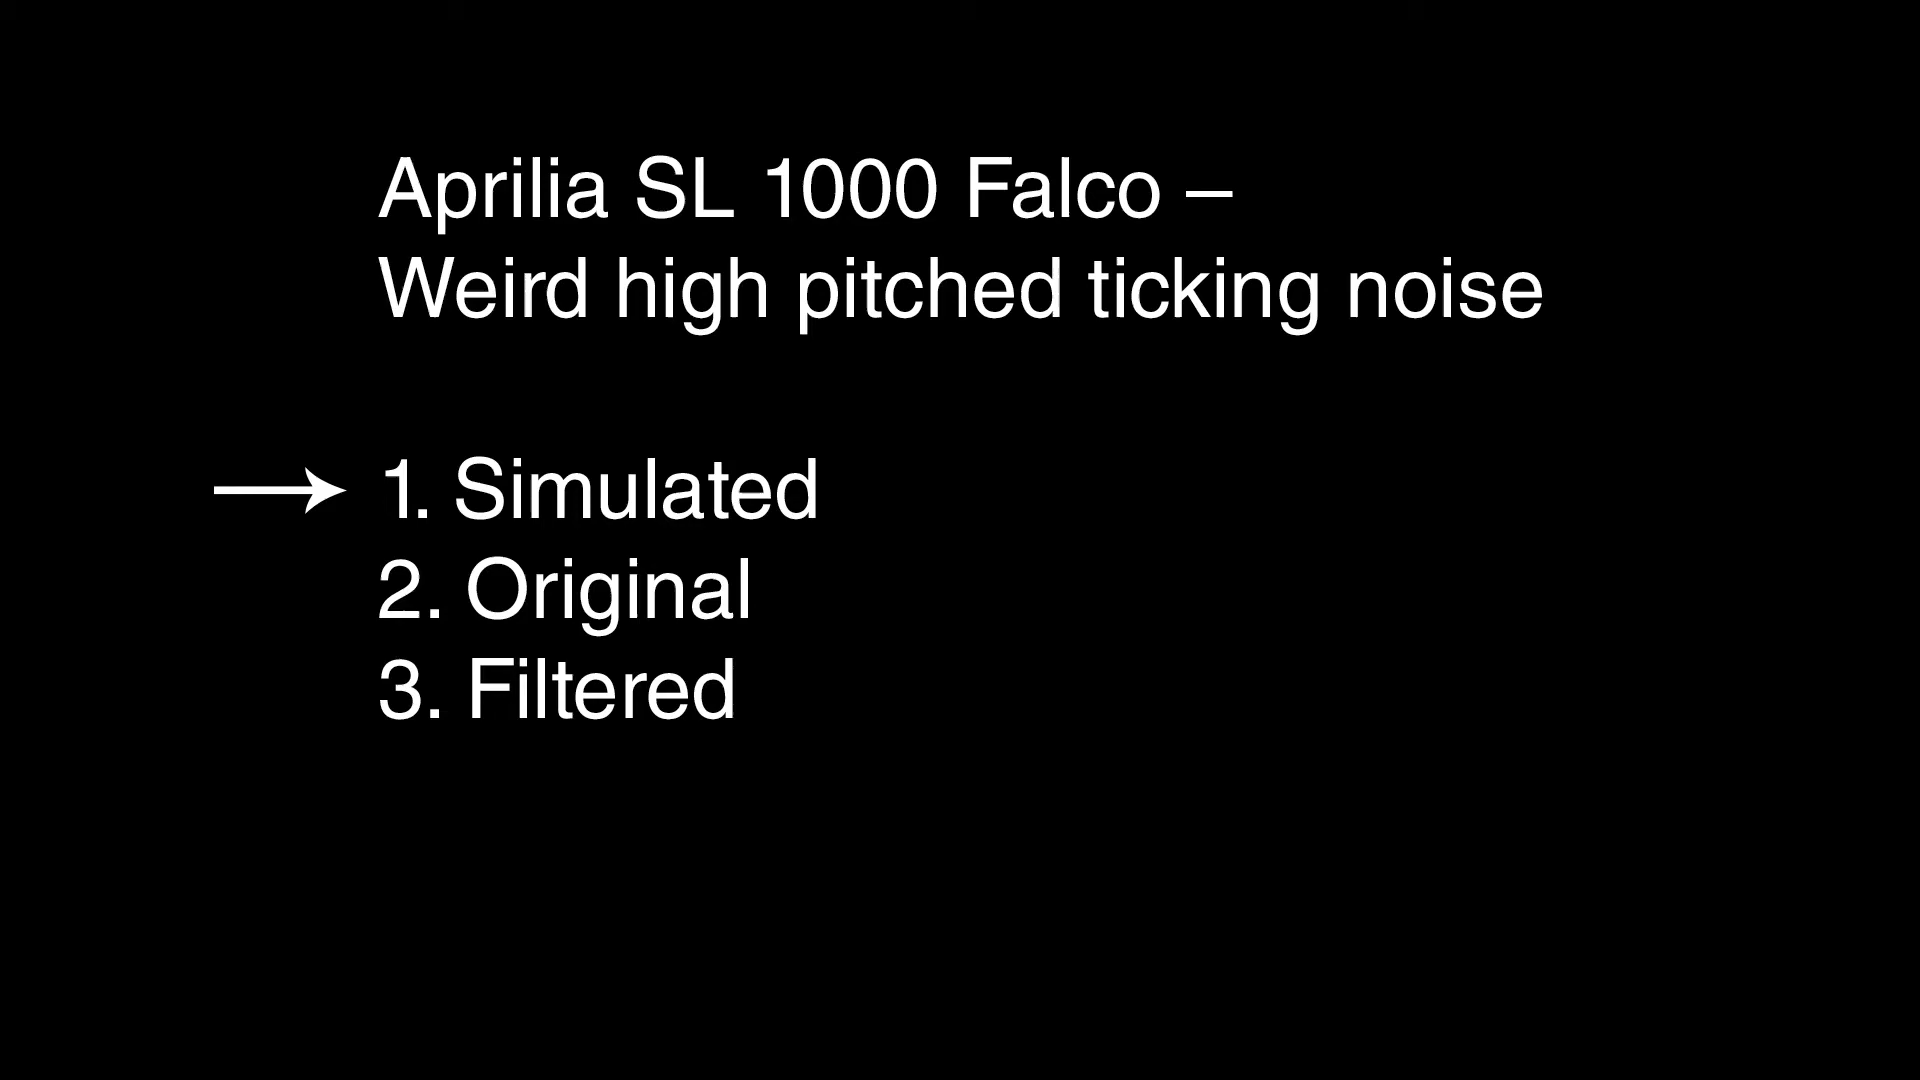 Aprilia SL 1000 Falco –
Weird high pitched ticking noise
→ 1. Simulated
2. Original
3. Filtered